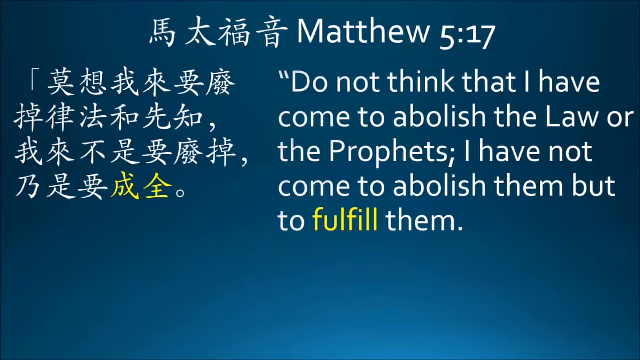 馬太福音 Matthew 5:17
「莫想我來要廢
掉律法和先知，
我來不是要廢掉，
乃是要成全。
“Do not think that I have
come to abolish the Law or
the Prophets; I have not
come to abolish them but
to fulfill them.